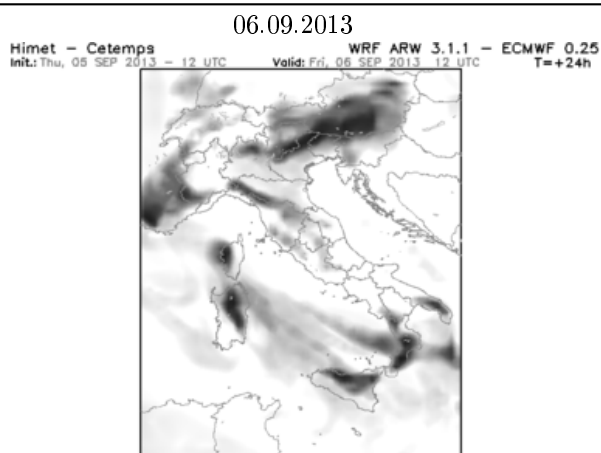 06.09.2013
Himet – Cetemps WRF ARW 3.1.1 – ECMWF 0.25
Init.: Thu, 05 SEP 2013 – 12 UTC Valid: Fri, 06 SEP 2013 12 UTC T=+24h